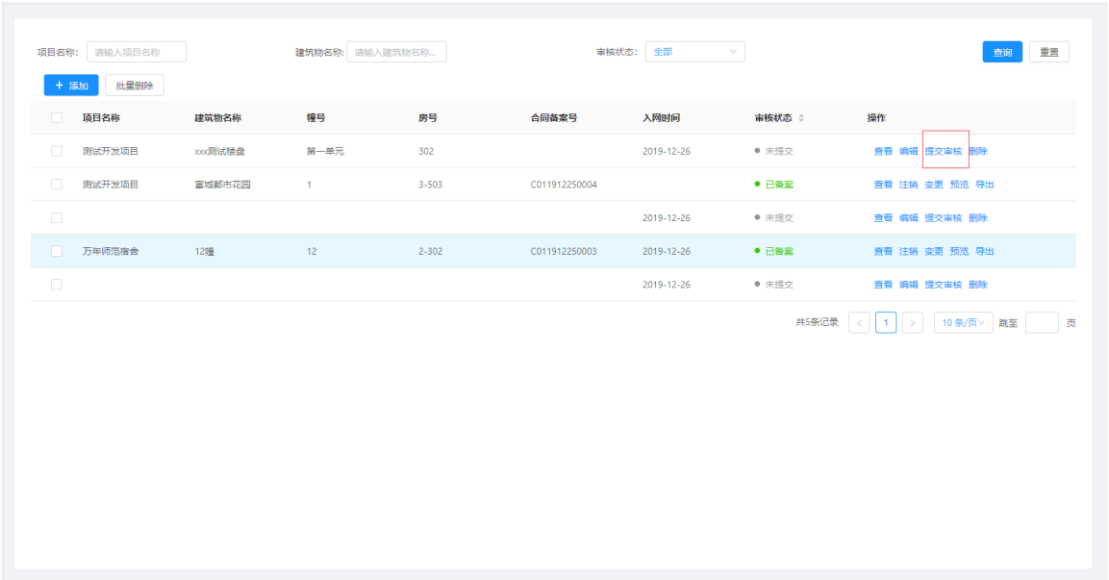 项目名称: 请输入项目名称 建筑物名称: 请输入建筑物名称... 审核状态: 全部 查询 重置
+ 添加 批量删除
项目名称 建筑物名称 幢号 房号 合同备案号 入网时间 审核状态 操作
测试开发项目 xxx测试楼盘 第一单元 302 2019-12-26 未提交 查看 编辑 提交审核 删除
测试开发项目 富城都市花园 1 3-503 C011912250004 已备案 查看 注销 变更 预览 导出
2019-12-26 未提交 查看 编辑 提交审核 删除
万年师范宿舍 12幢 12 2-302 C011912250003 2019-12-26 已备案 查看 注销 变更 预览 导出
2019-12-26 未提交 查看 编辑 提交审核 删除
共5条记录 < 1 > 10 条/页 跳至 页